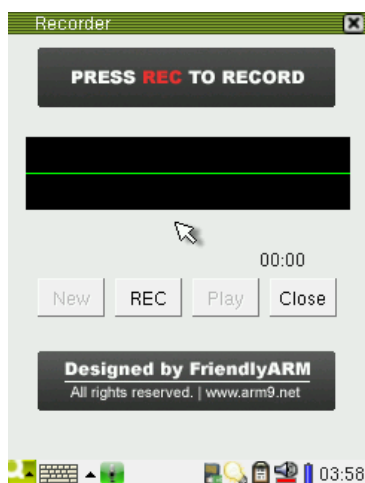 Recorder
PRESS REC TO RECORD
00:00
New REC Play Close
Designed by FriendlyARM
All rights reserved. | www.arm9.net
03:58